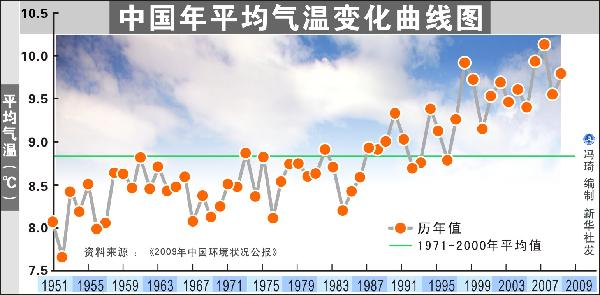 中国年平均气温变化曲线图
平均气温(℃)
10.5
10.0
9.5
9.0
8.5
8.0
7.5
历年值
1971-2000年平均值
资料来源：《2009年中国环境状况公报》
1951 1955 1959 1963 1967 1971 1975 1979 1983 1987 1991 1995 1999 2003 2007 2009
冯琦 编制 新华社发